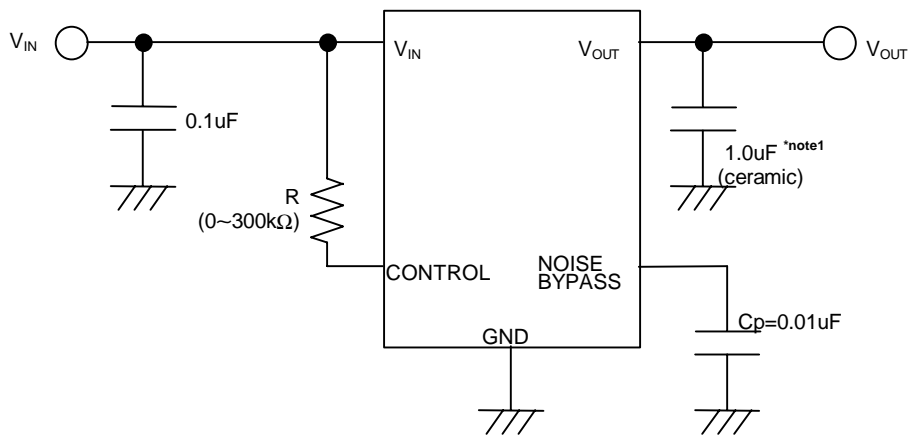 VIN
VIN
VOUT
VOUT
0.1uF
1.0uF *note1
(ceramic)
R
(0~300kΩ)
CONTROL
NOISE
BYPASS
Cp=0.01uF
GND